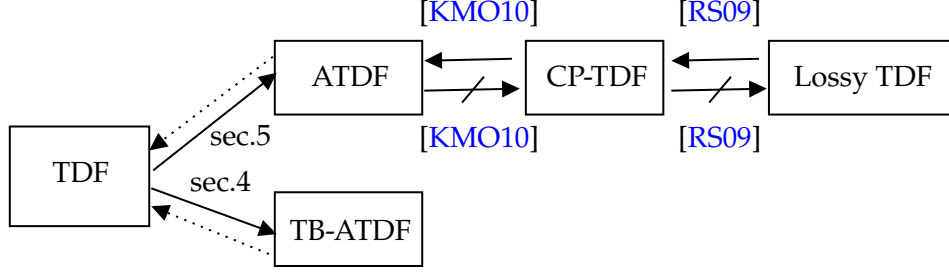 [KMO10] [RS09]
ATDF CP-TDF Lossy TDF
[KMO10] [RS09]
sec.5
TDF
sec.4
TB-ATDF